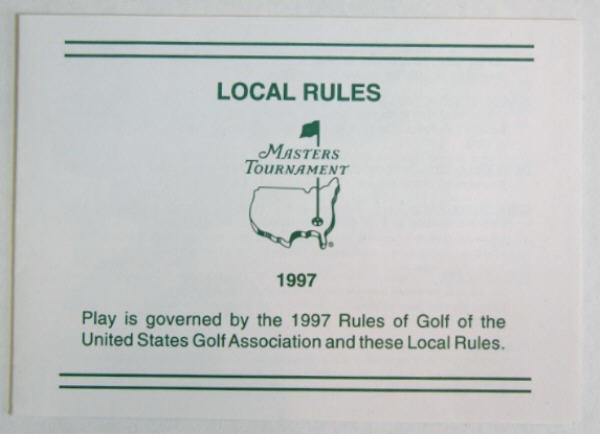 LOCAL RULES
MASTERS
TOURNAMENT
®
1997
Play is governed by the 1997 Rules of Golf of the
United States Golf Association and these Local Rules.